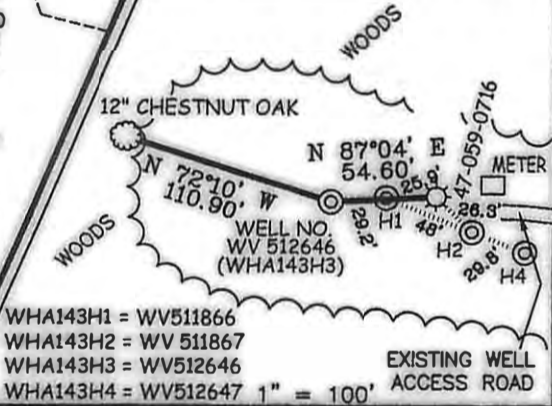 WOODS
12" CHESTNUT OAK
N 72°10' W
110.90'
N 87°04' E
54.60'
25.9'
47-059-0716
METER
26.3'
H1
29.2'
48'
H2
29.8'
H4
WELL NO.
WV 512646
(WHA143H3)
WOODS
WHA143H1 = WV511866
WHA143H2 = WV 511867
WHA143H3 = WV512646
WHA143H4 = WV512647
1" = 100'
EXISTING WELL
ACCESS ROAD